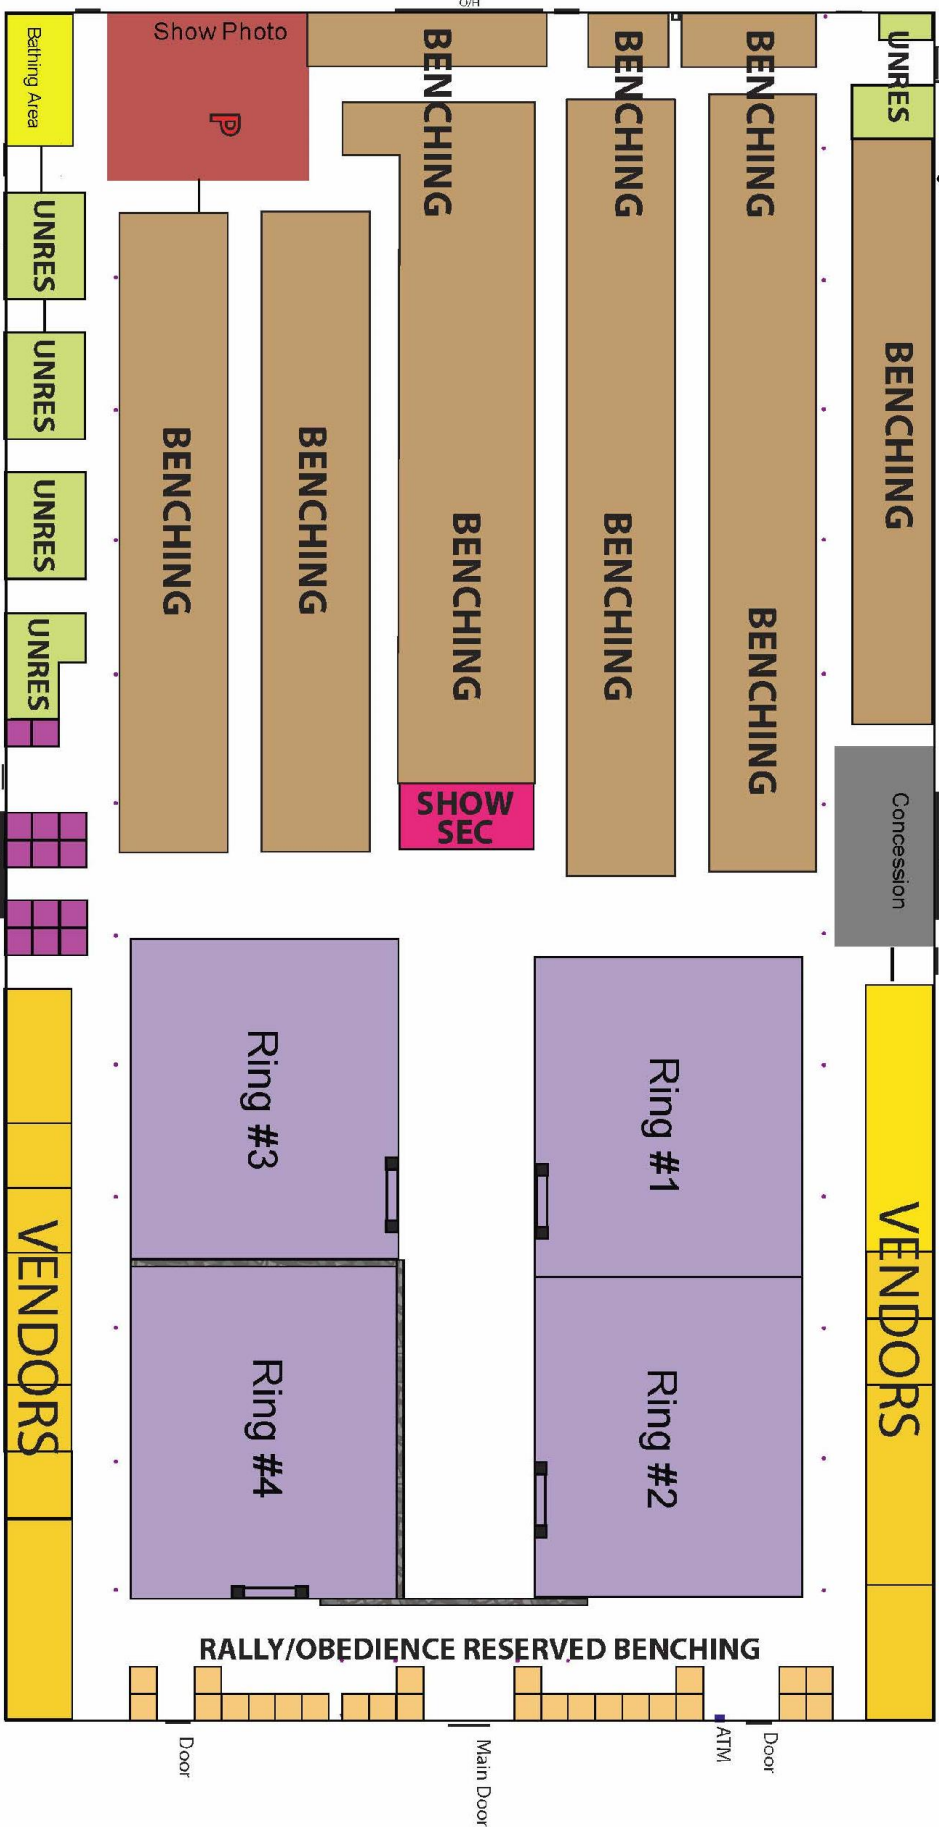 O/H
Bathing Area
Show Photo
P
BENCHING
BENCHING
BENCHING
UNRES
UNRES
UNRES
UNRES
UNRES
BENCHING
BENCHING
BENCHING
BENCHING
BENCHING
BENCHING
SHOW
SEC
Concession
Ring #3
Ring #1
Ring #4
Ring #2
VENDORS
VENDORS
RALLY/OBEDIENCE RESERVED BENCHING
Door
Main Door
ATM
Door